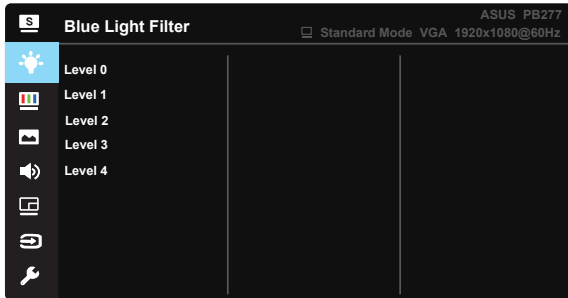 S
Blue Light Filter
ASUS PB277
Standard Mode VGA 1920x1080@60Hz
Level 0
Level 1
Level 2
Level 3
Level 4